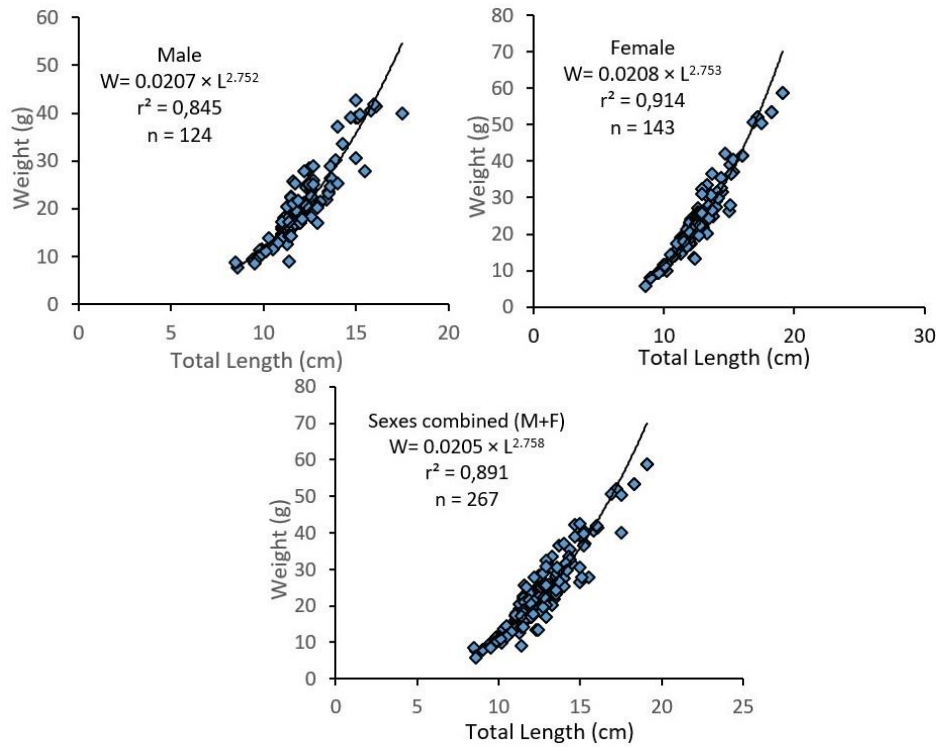 Male
W= 0.0207 × L^2.752
r² = 0,845
n = 124
Weight (g)
60
50
40
30
20
10
0
0 5 10 15 20
Total Length (cm)
Female
W= 0.0208 × L^2.753
r² = 0,914
n = 143
Weight (g)
80
70
60
50
40
30
20
10
0
0 10 20 30
Total Length (cm)
Sexes combined (M+F)
W= 0.0205 × L^2.758
r² = 0,891
n = 267
Weight (g)
80
70
60
50
40
30
20
10
0
0 5 10 15 20 25
Total Length (cm)